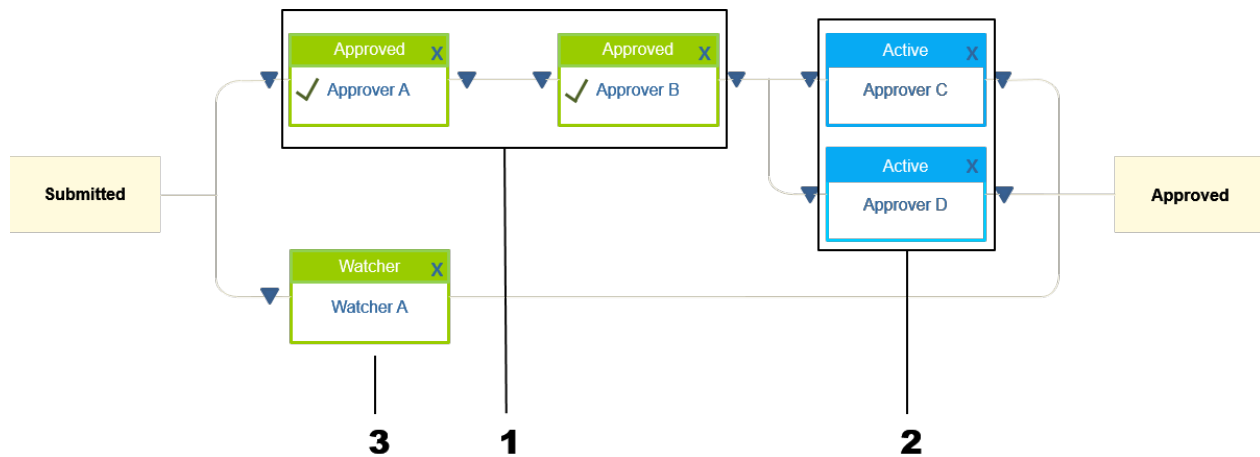 Approved X
Approver A
Approved X
Approver B
Active X
Approver C
Active X
Approver D
Submitted
Approved
Watcher X
Watcher A
3
1
2